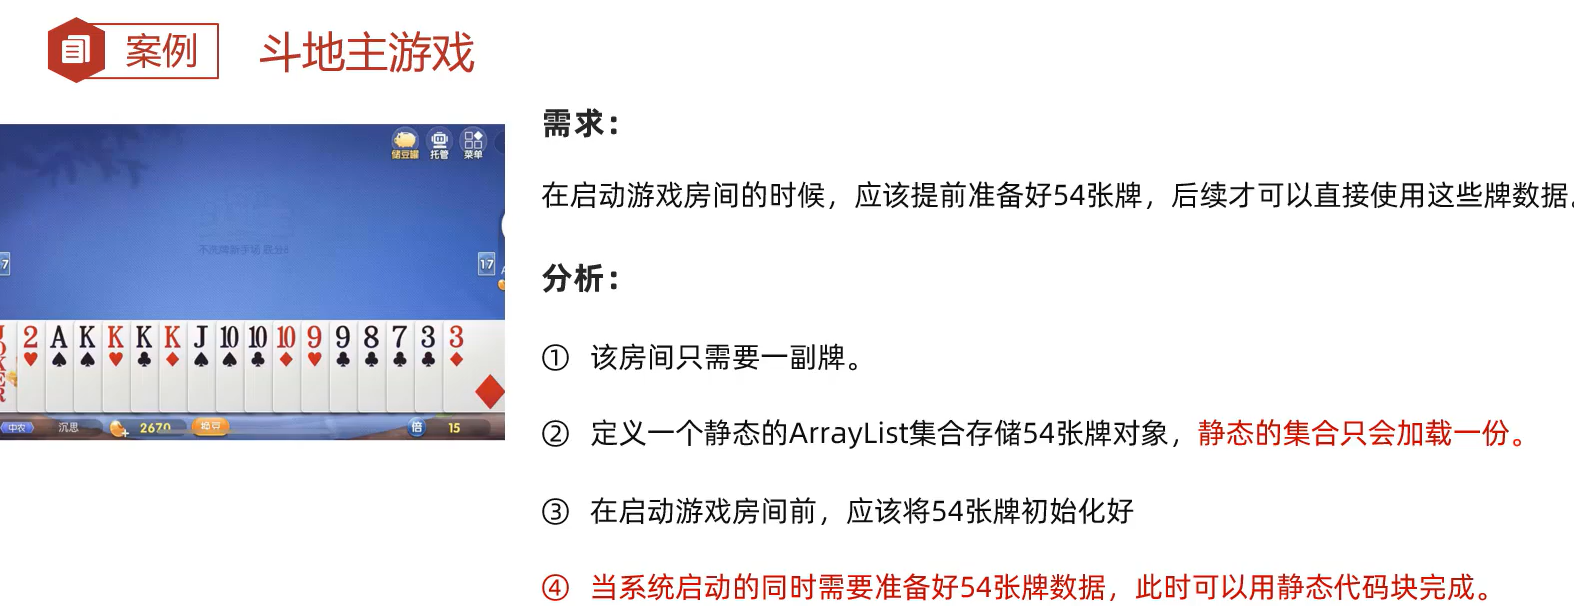 案例 斗地主游戏
需求：
在启动游戏房间的时候，应该提前准备好54张牌，后续才可以直接使用这些牌数据。
分析：
① 该房间只需要一副牌。
② 定义一个静态的ArrayList集合存储54张牌对象，静态的集合只会加载一份。
③ 在启动游戏房间前，应该将54张牌初始化好
④ 当系统启动的同时需要准备好54张牌数据，此时可以用静态代码块完成。
储豆罐 托管 菜单
17
JOKER 2 A K K K K J 10 10 10 9 9 8 7 3 3
中农 沉思 2670 换豆 倍 15